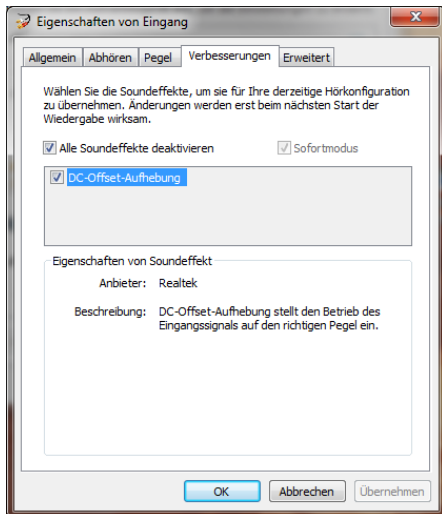 Eigenschaften von Eingang
Allgemein Abhören Pegel Verbesserungen Erweitert
Wählen Sie die Soundeffekte, um sie für Ihre derzeitige Hörkonfiguration
zu übernehmen. Änderungen werden erst beim nächsten Start der
Wiedergabe wirksam.
Alle Soundeffekte deaktivieren Sofortmodus
DC-Offset-Aufhebung
Eigenschaften von Soundeffekt
Anbieter: Realtek
Beschreibung: DC-Offset-Aufhebung stellt den Betrieb des
Eingangssignals auf den richtigen Pegel ein.
OK Abbrechen Übernehmen